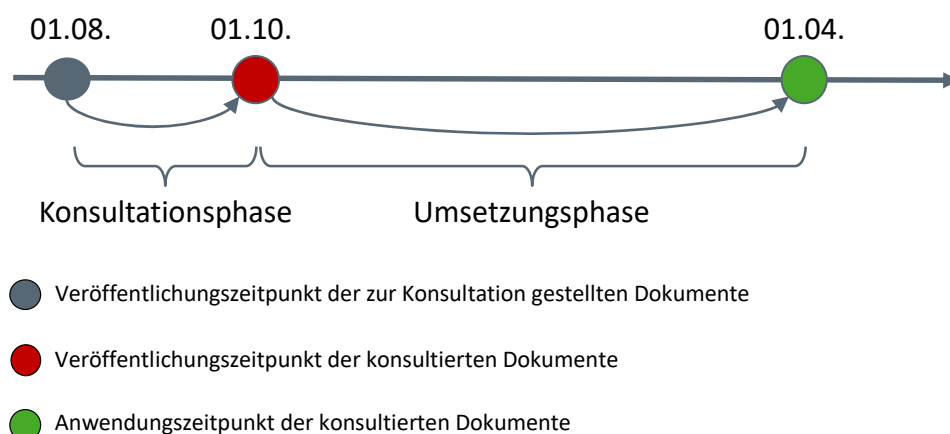 01.08. 01.10. 01.04.
Konsultationsphase Umsetzungsphase
Veröffentlichungszeitpunkt der zur Konsultation gestellten Dokumente
Veröffentlichungszeitpunkt der konsultierten Dokumente
Anwendungszeitpunkt der konsultierten Dokumente